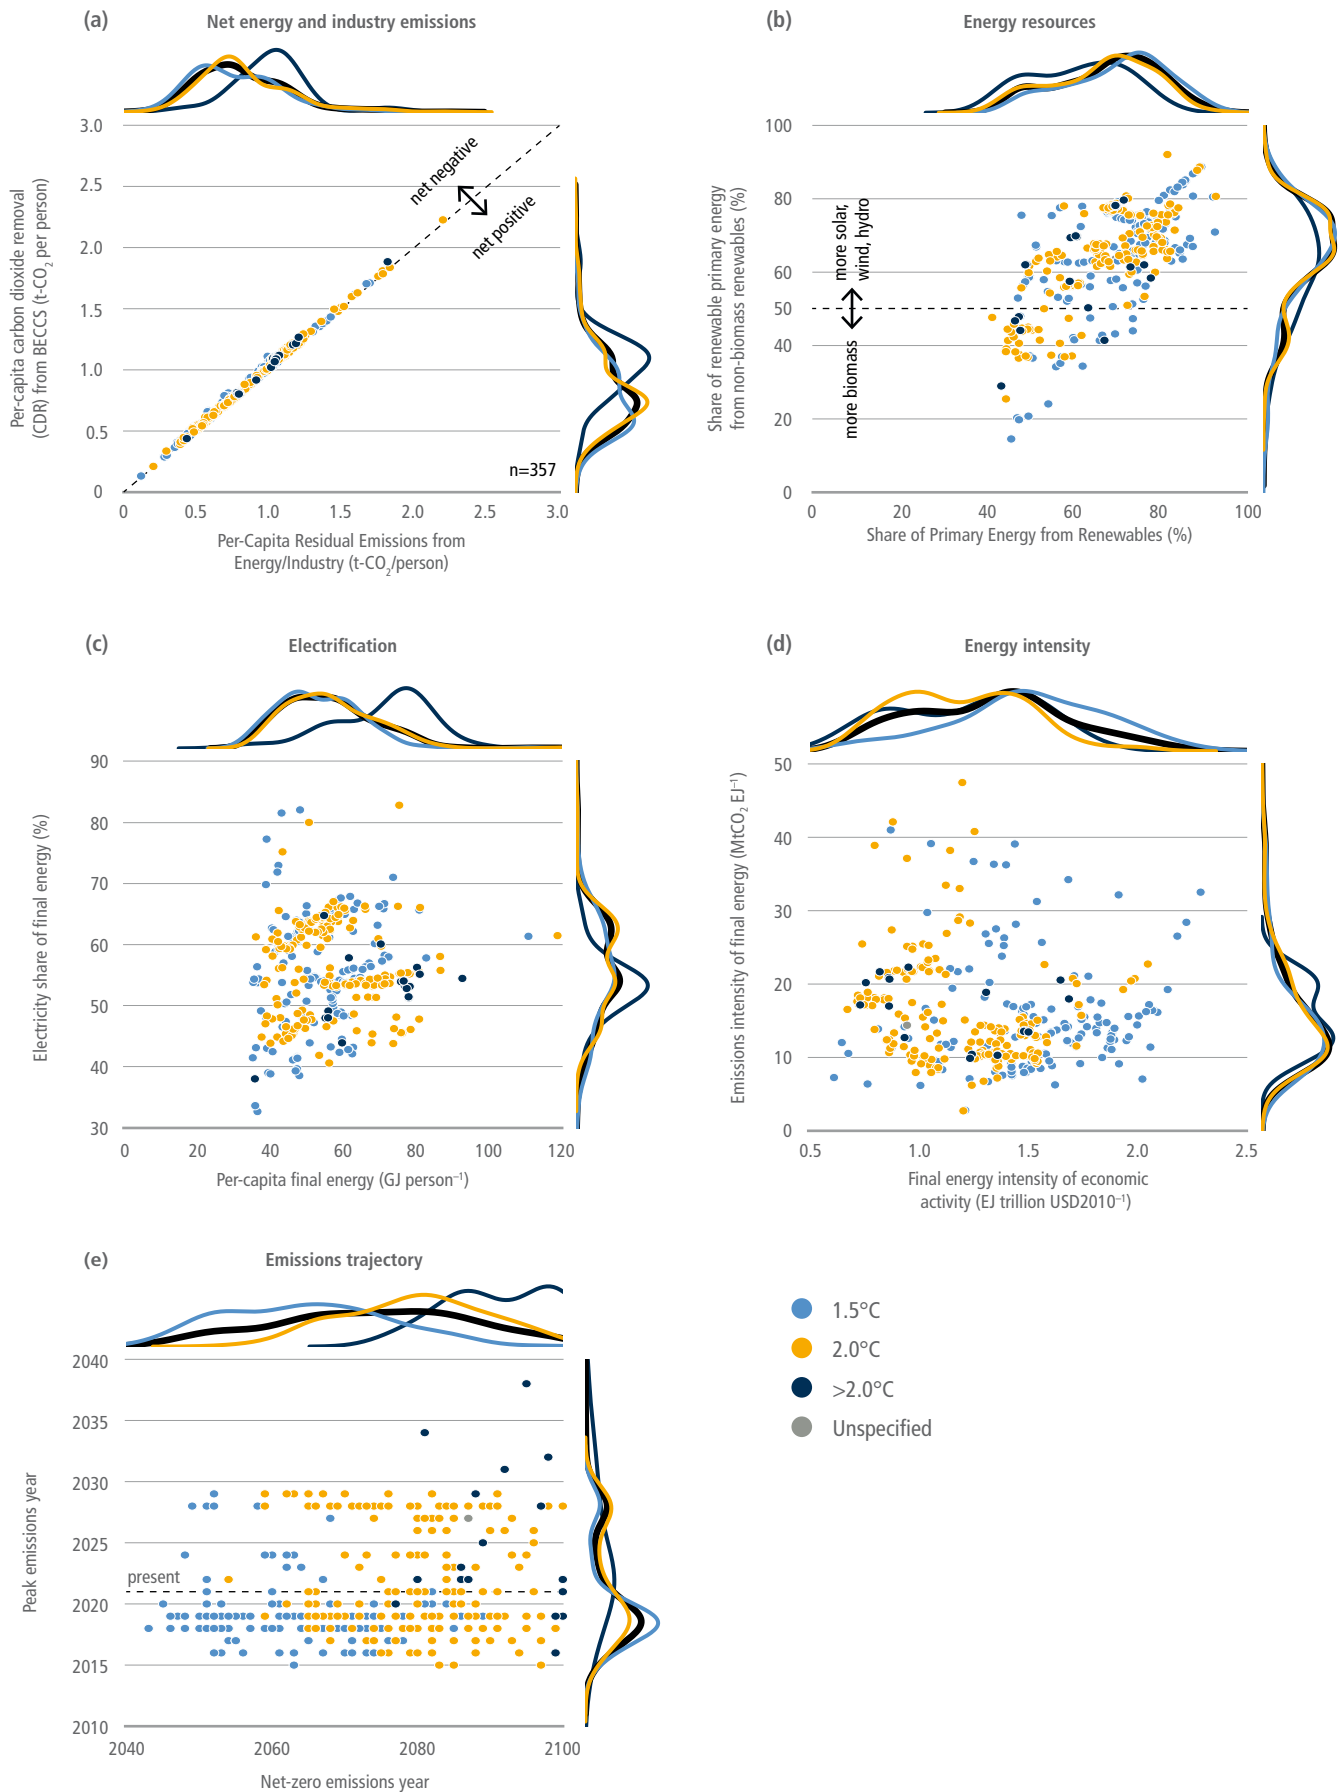 (a) Net energy and industry emissions
Per-capita carbon dioxide removal
(CDR) from BECCS (t-CO2 per person)
3.0
2.5
2.0
1.5
1.0
0.5
0
net negative
net positive
n=357
0 0.5 1.0 1.5 2.0 2.5 3.0
Per-Capita Residual Emissions from
Energy/Industry (t-CO2/person)
(b) Energy resources
Share of renewable primary energy
from non-biomass renewables (%)
100
80
60
50
40
20
0
more solar,
wind, hydro
more biomass
0 20 40 60 80 100
Share of Primary Energy from Renewables (%)
(c) Electrification
Electricity share of final energy (%)
90
80
70
60
50
40
30
0 20 40 60 80 100 120
Per-capita final energy (GJ person⁻¹)
(d) Energy intensity
Emissions intensity of final energy (MtCO2 EJ⁻¹)
50
40
30
20
10
0
0.5 1.0 1.5 2.0 2.5
Final energy intensity of economic
activity (EJ trillion USD2010⁻¹)
(e) Emissions trajectory
Peak emissions year
2040
2035
2030
2025
present
2020
2015
2010
2040 2060 2080 2100
Net-zero emissions year
1.5°C
2.0°C
>2.0°C
Unspecified